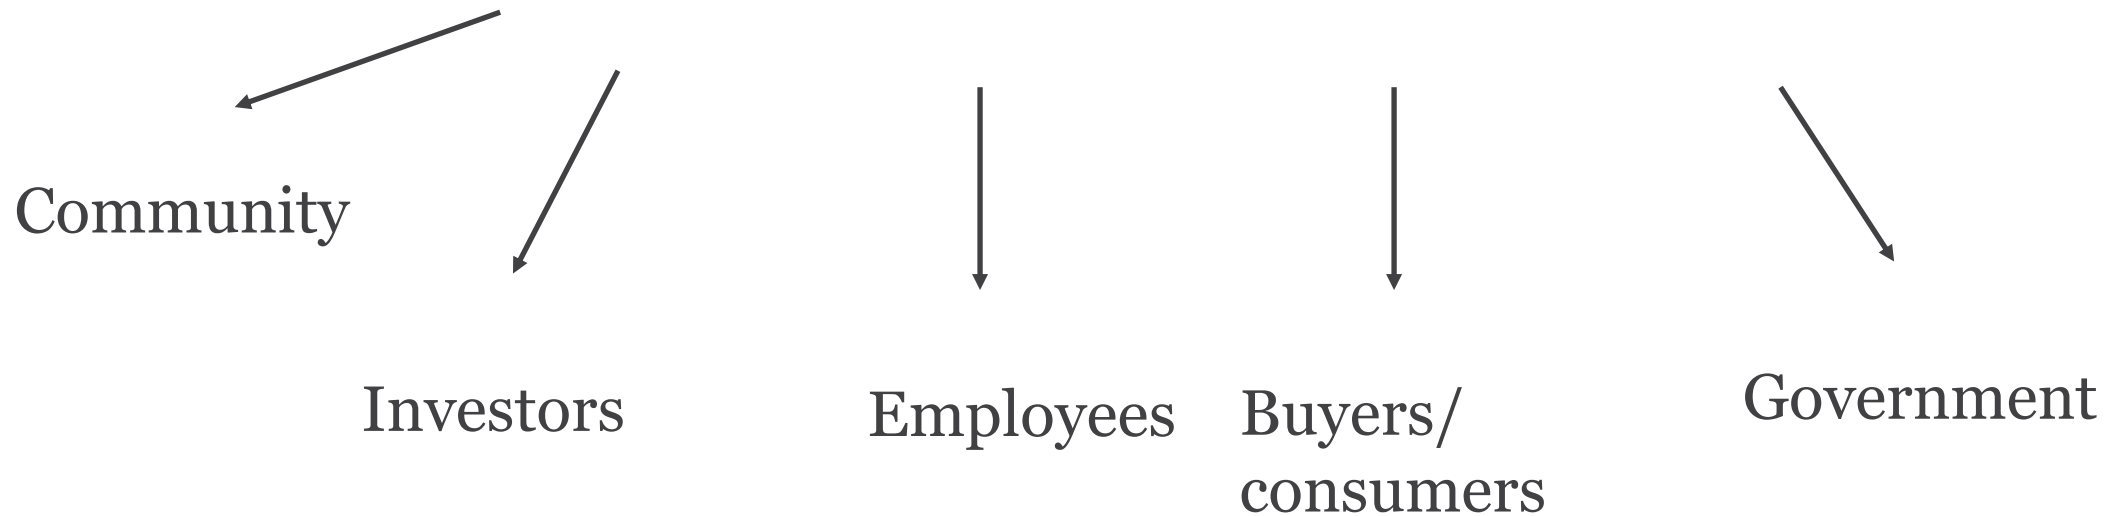 Community
Investors
Employees
Buyers/
consumers
Government